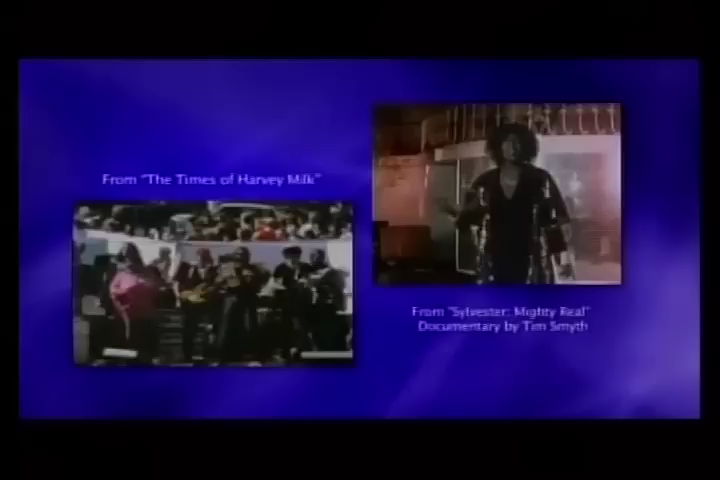 From "The Times of Harvey Milk"
From "Sylvester: Mighty Real"
Documentary by Tim Smyth